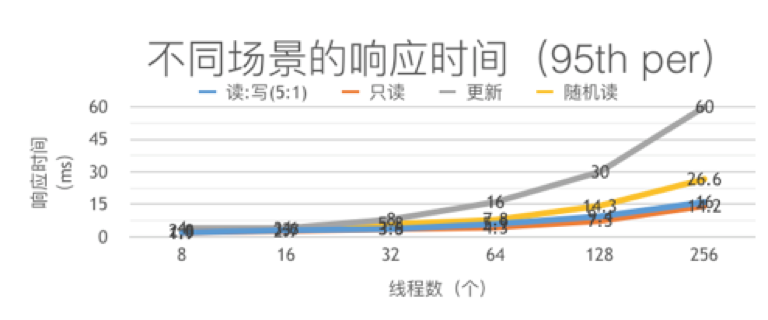 不同场景的响应时间（95th per）
读:写(5:1) 只读 更新 随机读
60
45
30
15
0
响应时间
(ms)
60
30
26.6
16
14.3
16
14.2
8
7.8
8 16 32 64 128 256
线程数（个）